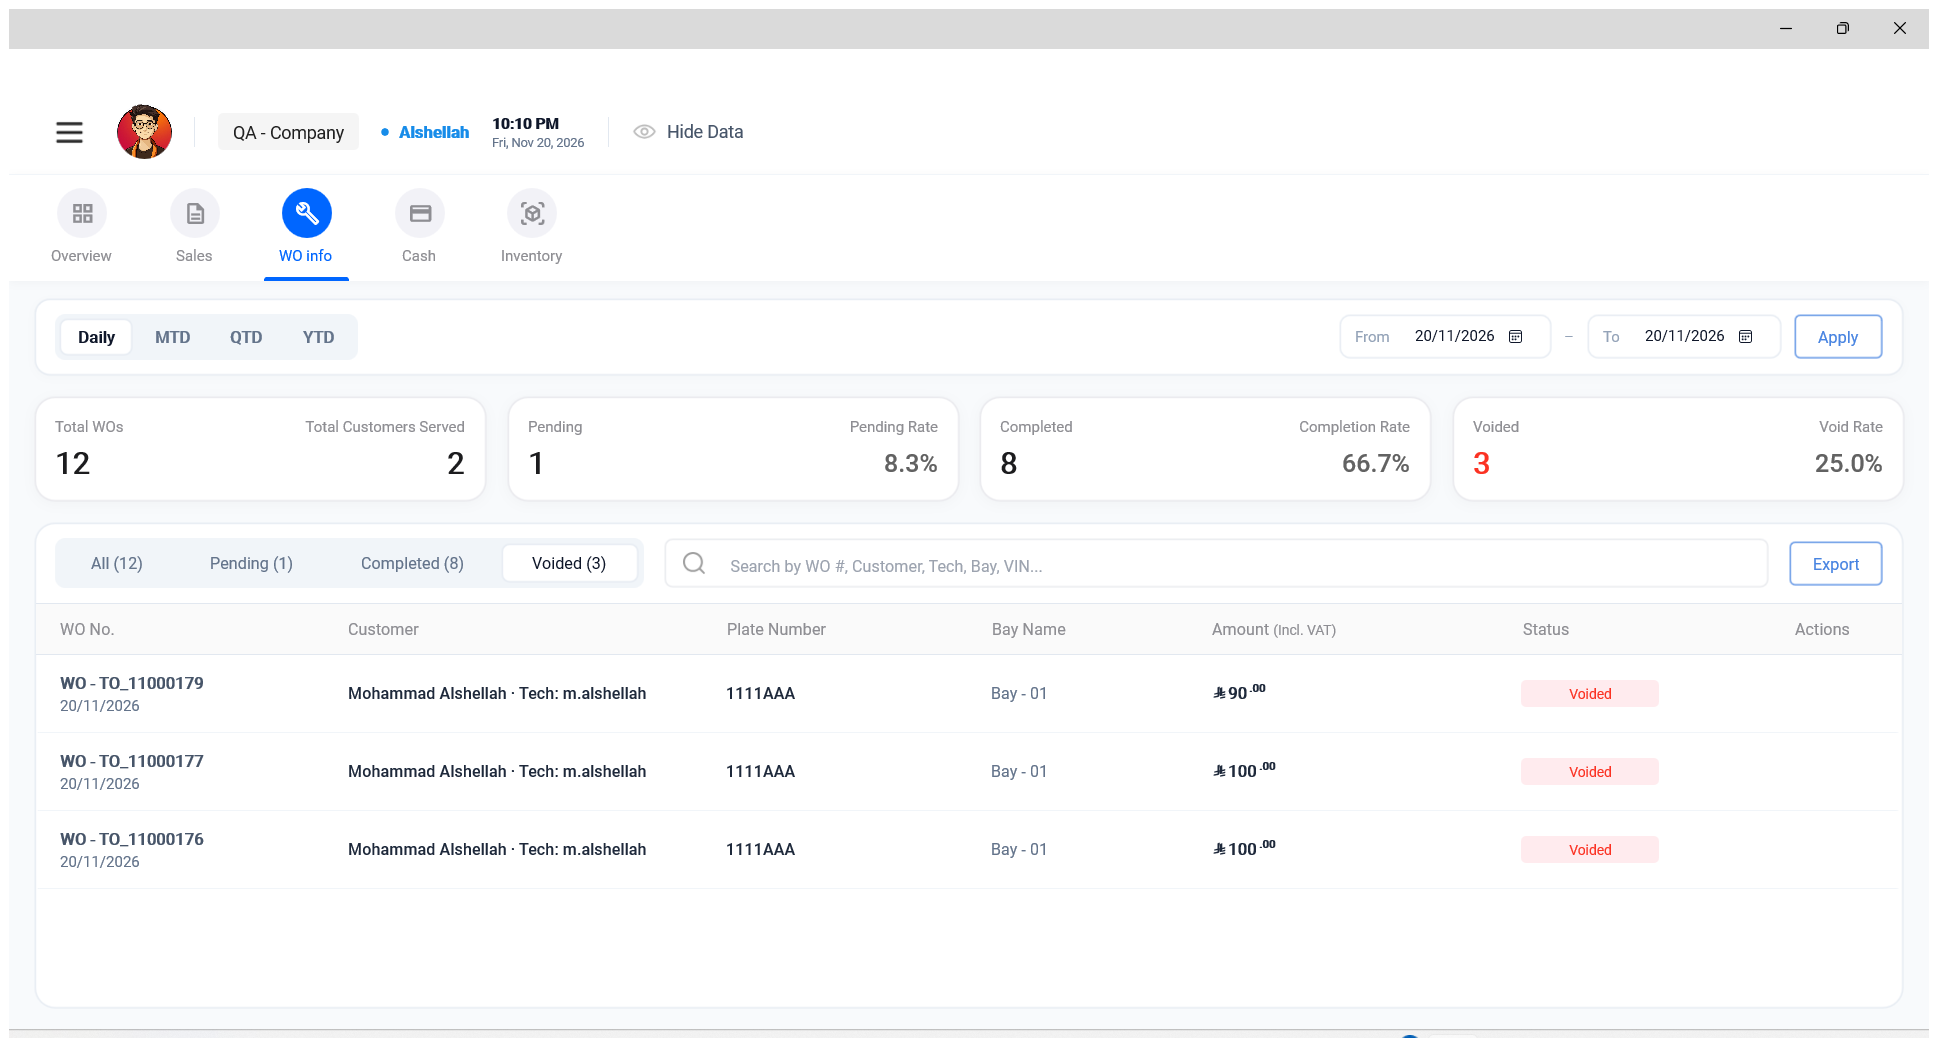 QA - Company
Alshellah
10:10 PM
Fri, Nov 20, 2026
Hide Data
Overview
Sales
WO info
Cash
Inventory
Daily
MTD
QTD
YTD
From 20/11/2026
–
To 20/11/2026
Apply
Total WOs
Total Customers Served
12
2
Pending
Pending Rate
1
8.3%
Completed
Completion Rate
8
66.7%
Voided
Void Rate
3
25.0%
All (12)
Pending (1)
Completed (8)
Voided (3)
Search by WO #, Customer, Tech, Bay, VIN...
Export
WO No.
Customer
Plate Number
Bay Name
Amount (Incl. VAT)
Status
Actions
WO - TO_11000179
20/11/2026
Mohammad Alshellah · Tech: m.alshellah
1111AAA
Bay - 01
⃁ 90.00
Voided
WO - TO_11000177
20/11/2026
Mohammad Alshellah · Tech: m.alshellah
1111AAA
Bay - 01
⃁ 100.00
Voided
WO - TO_11000176
20/11/2026
Mohammad Alshellah · Tech: m.alshellah
1111AAA
Bay - 01
⃁ 100.00
Voided